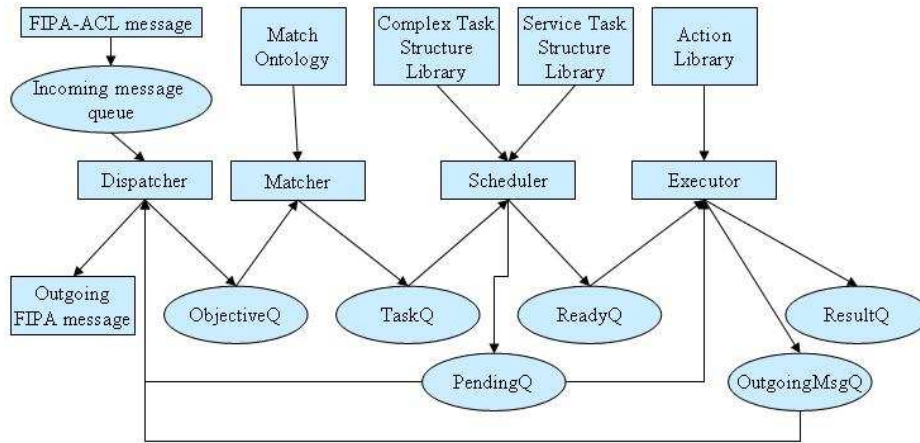 FIPA-ACL message
Match
Ontology
Complex Task
Structure
Library
Service Task
Structure
Library
Action
Library
Incoming message
queue
Dispatcher
Matcher
Scheduler
Executor
Outgoing
FIPA message
ObjectiveQ
TaskQ
ReadyQ
ResultQ
PendingQ
OutgoingMsgQ